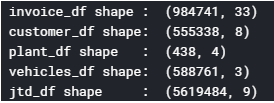 invoice_df shape :  (984741, 33)
customer_df shape:  (555338, 8)
plant_df shape   :  (438, 4)
vehicles_df shape:  (588761, 3)
jtd_df shape     :  (5619484, 9)